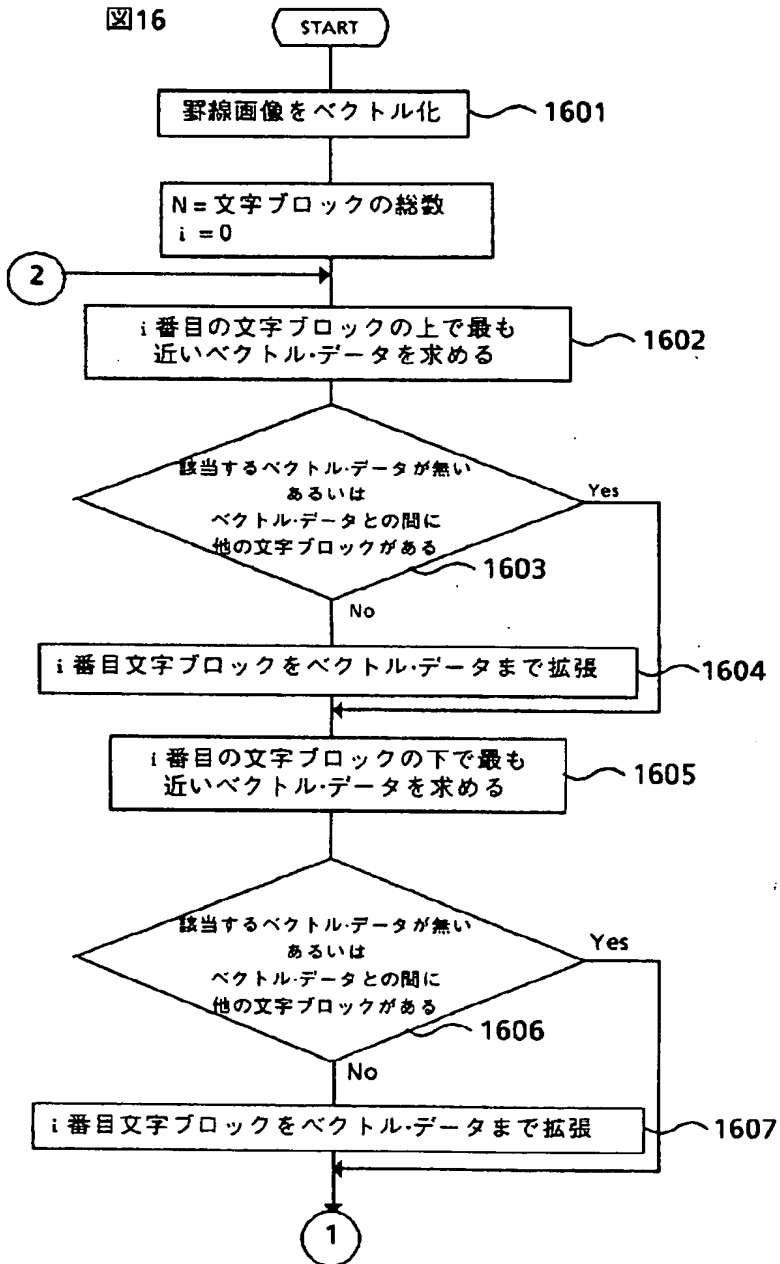 図16
START
罫線画像をベクトル化
1601
N=文字ブロックの総数
i=0
2
i番目の文字ブロックの上で最も
近いベクトル・データを求める
1602
該当するベクトル・データが無い
あるいは
ベクトル・データとの間に
他の文字ブロックがある
Yes
1603
No
i番目文字ブロックをベクトル・データまで拡張
1604
i番目の文字ブロックの下で最も
近いベクトル・データを求める
1605
該当するベクトル・データが無い
あるいは
ベクトル・データとの間に
他の文字ブロックがある
Yes
1606
No
i番目文字ブロックをベクトル・データまで拡張
1607
1